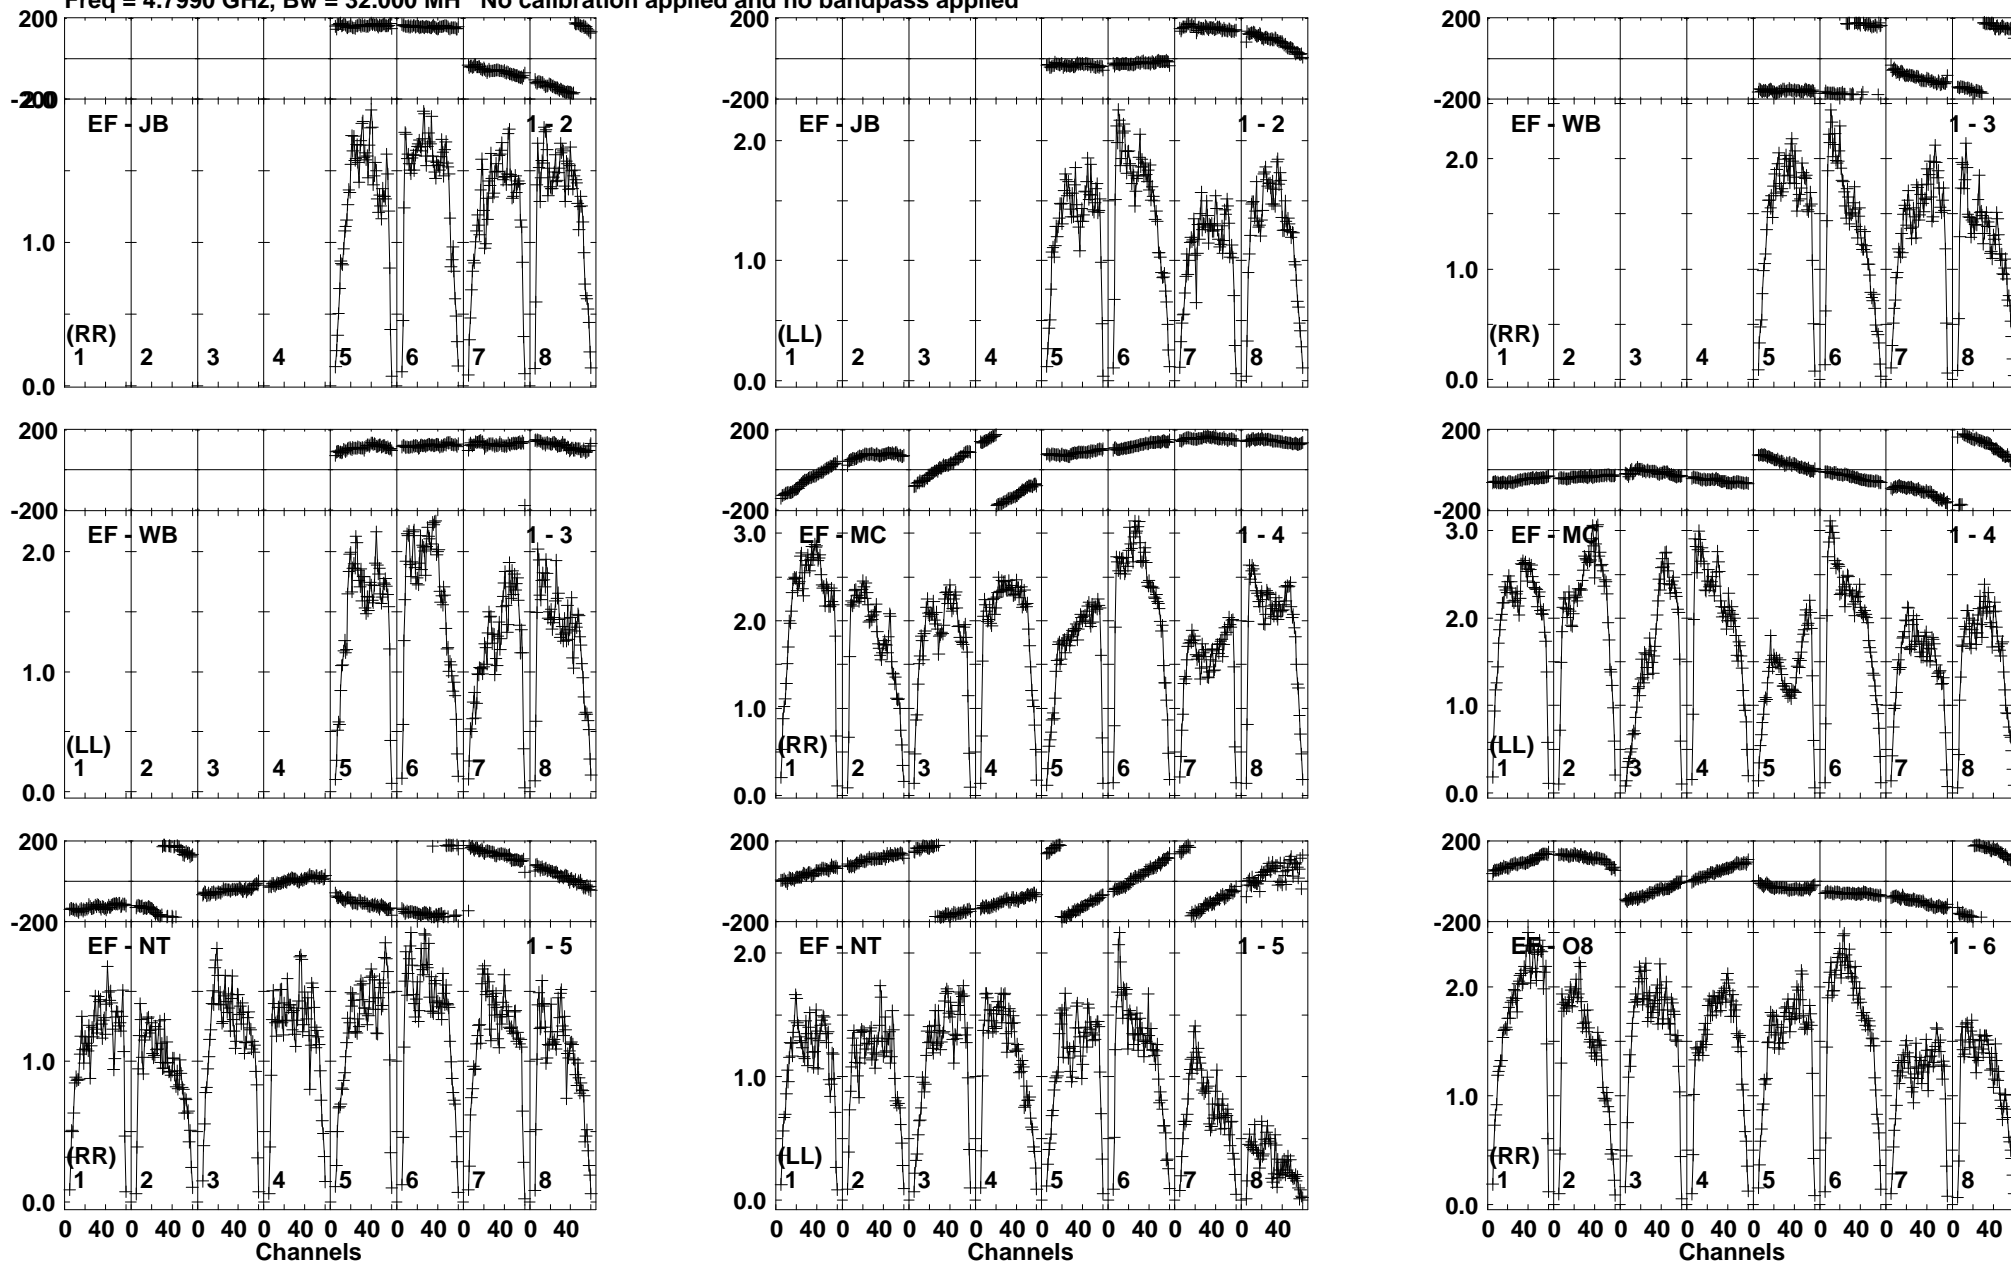 Freq = 4.7990 GHz, Bw = 32.000 MH No calibration applied and no bandpass applied
200 200 200
-200 -200 -200
EF - JB 1 - 2 EF - JB 1 - 2 EF - WB 1 - 3
2.0 2.0
1.0 1.0 1.0
(RR) (LL) (RR)
1 2 3 4 5 6 7 8 1 2 3 4 5 6 7 8 1 2 3 4 5 6 7 8
0.0 0.0 0.0
200 200 200
-200 -200 -200
EF - WB 1 - 3 EF - MC 1 - 4 EF - MC 1 - 4
2.0 3.0 3.0
2.0 2.0
1.0 1.0 1.0
(LL) (RR) (LL)
1 2 3 4 5 6 7 8 1 2 3 4 5 6 7 8 1 2 3 4 5 6 7 8
0.0 0.0 0.0
200 200 200
-200 -200 -200
EF - NT 1 - 5 EF - NT 1 - 5 EF - O8 1 - 6
2.0 2.0
1.0 1.0 1.0
(RR) (LL) (RR)
1 2 3 4 5 6 7 8 1 2 3 4 5 6 7 8 1 2 3 4 5 6 7 8
0.0 0.0 0.0
0 40 0 40 0 40 0 40 0 40 0 40 0 40 0 40 0 40 0 40 0 40 0 40 0 40 0 40 0 40 0 40 0 40 0 40 0 40 0 40 0 40 0 40 0 40 0 40
Channels Channels Channels